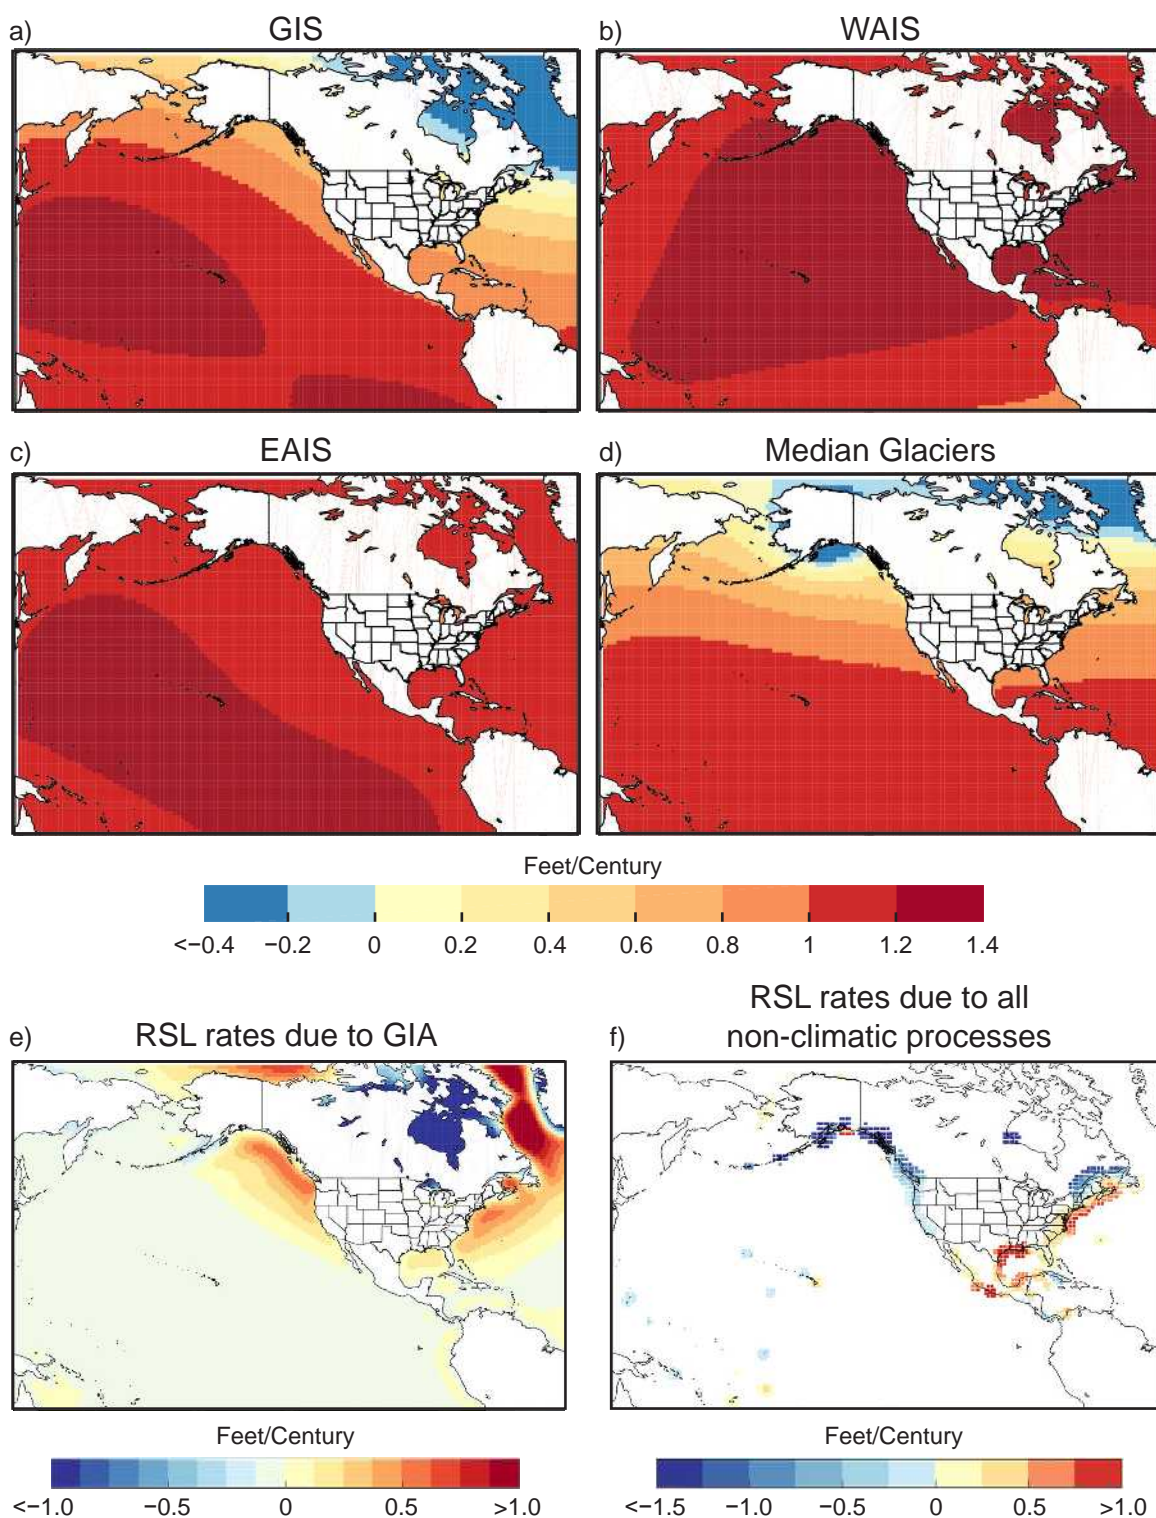 a) GIS
b) WAIS
c) EAIS
d) Median Glaciers
Feet/Century
<−0.4 −0.2 0 0.2 0.4 0.6 0.8 1 1.2 1.4
e) RSL rates due to GIA
f) RSL rates due to all
non-climatic processes
Feet/Century
<−1.0 −0.5 0 0.5 >1.0
Feet/Century
<−1.5 −1.0 −0.5 0 0.5 >1.0